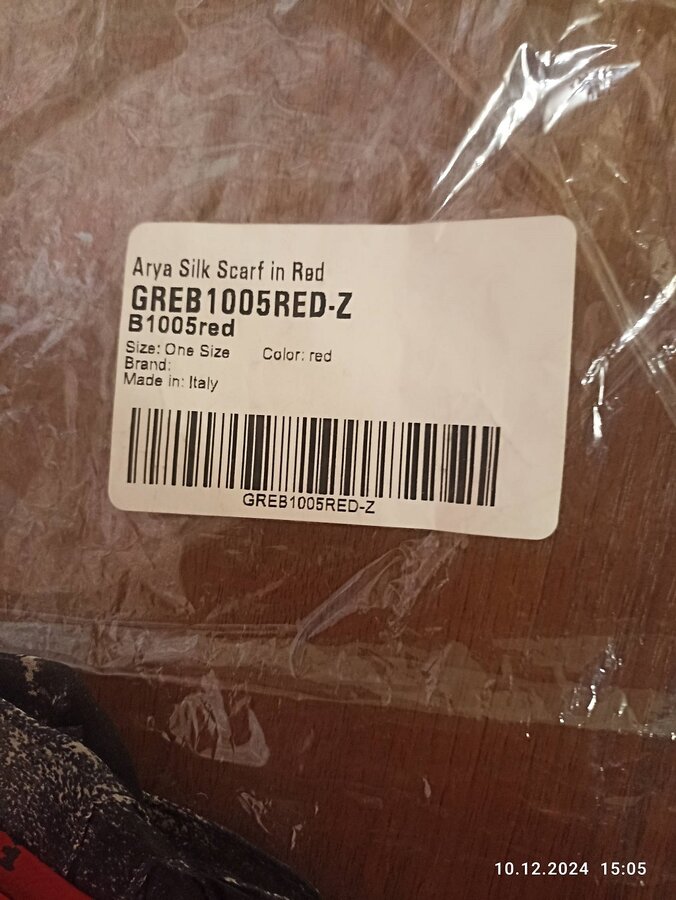 Arya Silk Scarf in Red
GREB1005RED-Z
B1005red
Size: One Size Color: red
Brand:
Made in: Italy
GREB1005RED-Z
10.12.2024 15:05